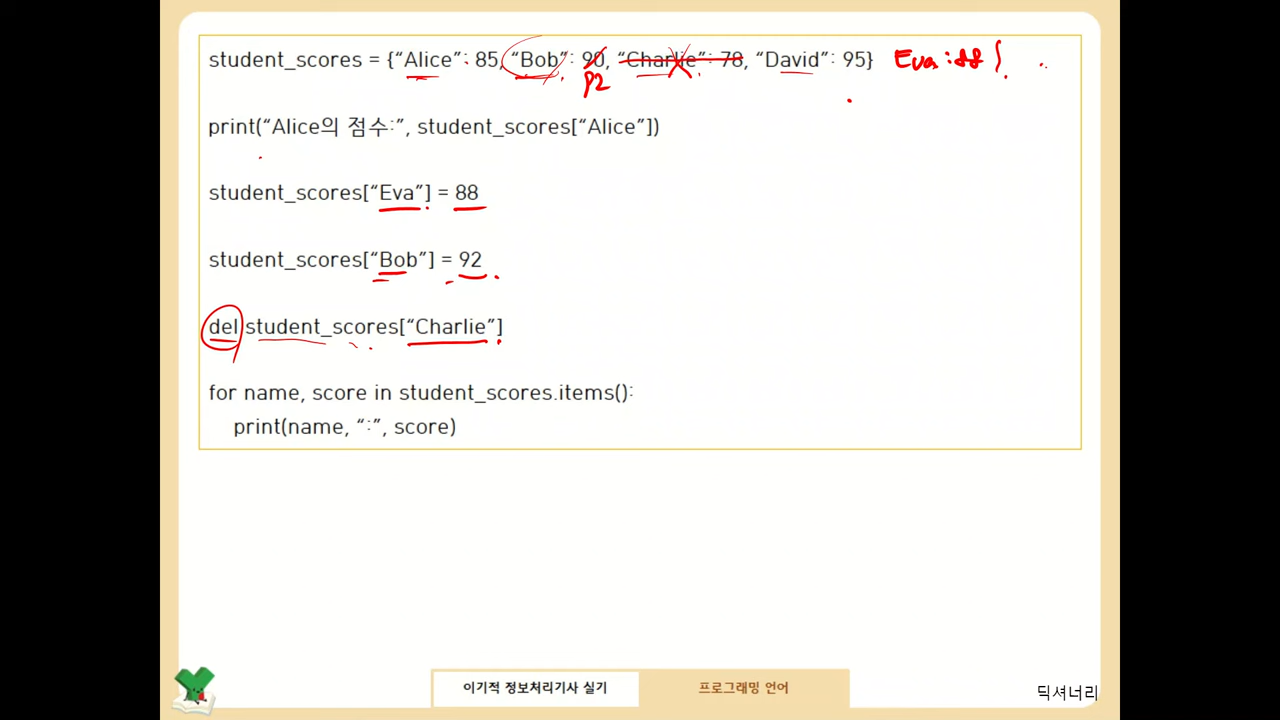 student_scores = {“Alice”: 85, “Bob”: 90, “Charlie”: 78, “David”: 95} Eva : 88 }
92
print(“Alice의 점수:”, student_scores[“Alice”])
student_scores[“Eva”] = 88
student_scores[“Bob”] = 92
del student_scores[“Charlie”]
for name, score in student_scores.items():
print(name, “:”, score)
이기적 정보처리기사 실기
프로그래밍 언어
딕셔너리